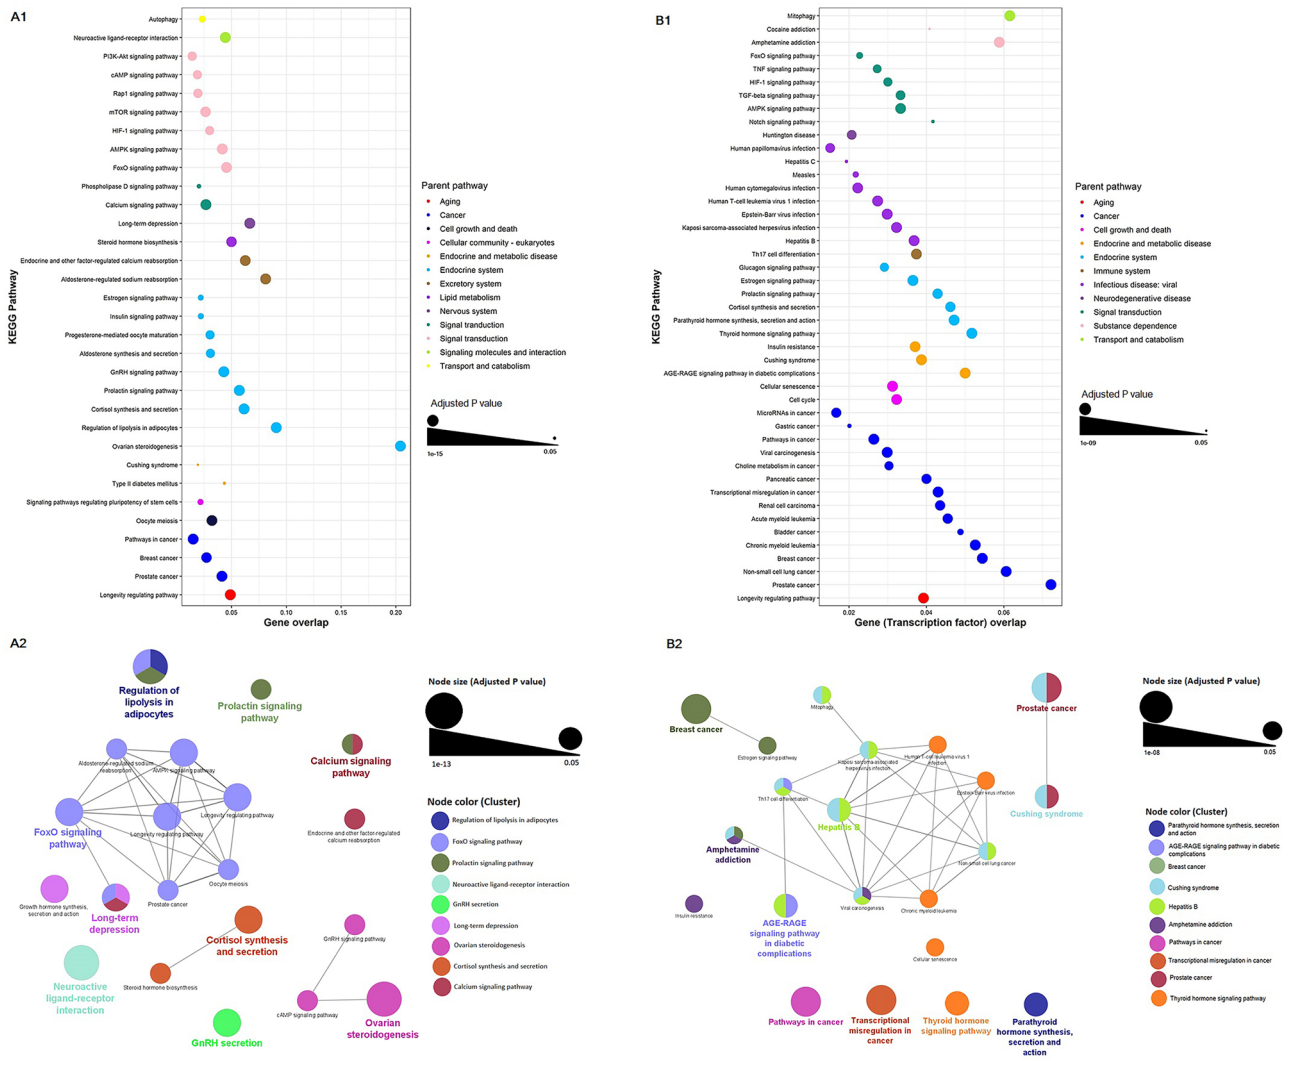 A1
Autophagy
Neuroactive ligand-receptor interaction
PI3K-Akt signaling pathway
cAMP signaling pathway
Rap1 signaling pathway
mTOR signaling pathway
HIF-1 signaling pathway
AMPK signaling pathway
FoxO signaling pathway
Phospholipase D signaling pathway
Calcium signaling pathway
Long-term depression
Steroid hormone biosynthesis
Endocrine and other factor-regulated calcium reabsorption
Aldosterone-regulated sodium reabsorption
Estrogen signaling pathway
Insulin signaling pathway
Progesterone-mediated oocyte maturation
Aldosterone synthesis and secretion
GnRH signaling pathway
Prolactin signaling pathway
Cortisol synthesis and secretion
Regulation of lipolysis in adipocytes
Ovarian steroidogenesis
Cushing syndrome
Type II diabetes mellitus
Signaling pathways regulating pluripotency of stem cells
Oocyte meiosis
Pathways in cancer
Breast cancer
Prostate cancer
Longevity regulating pathway
KEGG Pathway
0.05
0.10
0.15
0.20
Gene overlap
Parent pathway
Aging
Cancer
Cell growth and death
Cellular community - eukaryotes
Endocrine and metabolic disease
Endocrine system
Excretory system
Lipid metabolism
Nervous system
Signal tranduction
Signal transduction
Signaling molecules and interaction
Transport and catabolism
Adjusted P value
1e-15
0.05
B1
Mitophagy
Cocaine addiction
Amphetamine addiction
FoxO signaling pathway
TNF signaling pathway
HIF-1 signaling pathway
TGF-beta signaling pathway
AMPK signaling pathway
Notch signaling pathway
Huntington disease
Human papillomavirus infection
Hepatitis C
Measles
Human cytomegalovirus infection
Human T-cell leukemia virus 1 infection
Epstein-Barr virus infection
Kaposi sarcoma-associated herpesvirus infection
Hepatitis B
Th17 cell differentiation
Glucagon signaling pathway
Estrogen signaling pathway
Prolactin signaling pathway
Cortisol synthesis and secretion
Parathyroid hormone synthesis, secretion and action
Thyroid hormone signaling pathway
Insulin resistance
Cushing syndrome
AGE-RAGE signaling pathway in diabetic complications
Cellular senescence
Cell cycle
MicroRNAs in cancer
Gastric cancer
Pathways in cancer
Viral carcinogenesis
Choline metabolism in cancer
Pancreatic cancer
Transcriptional misregulation in cancer
Renal cell carcinoma
Acute myeloid leukemia
Bladder cancer
Chronic myeloid leukemia
Breast cancer
Non-small cell lung cancer
Prostate cancer
Longevity regulating pathway
KEGG Pathway
0.02
0.04
0.06
Gene (Transcription factor) overlap
Parent pathway
Aging
Cancer
Cell growth and death
Endocrine and metabolic disease
Endocrine system
Immune system
Infectious disease: viral
Neurodegenerative disease
Signal transduction
Substance dependence
Transport and catabolism
Adjusted P value
1e-09
0.05
A2
Regulation of
lipolysis in
adipocytes
Prolactin signaling
pathway
Calcium signaling
pathway
Aldosterone-regulated sodium
reabsorption
AMPK signaling pathway
Longevity regulating pathway
FoxO signaling
pathway
Longevity regulating pathway
Endocrine and other factor-regulated
calcium reabsorption
Oocyte meiosis
Prostate cancer
Growth hormone synthesis,
secretion and action
Long-term
depression
Cortisol synthesis
and secretion
GnRH signaling pathway
Steroid hormone biosynthesis
Neuroactive
ligand-receptor
interaction
cAMP signaling pathway
Ovarian
steroidogenesis
GnRH secretion
Node size (Adjusted P value)
1e-13
0.05
Node color (Cluster)
Regulation of lipolysis in adipocytes
FoxO signaling pathway
Prolactin signaling pathway
Neuroactive ligand-receptor interaction
GnRH secretion
Long-term depression
Ovarian steroidogenesis
Cortisol synthesis and secretion
Calcium signaling pathway
B2
Breast cancer
Mitophagy
Prostate cancer
Estrogen signaling pathway
Kaposi sarcoma-associated
herpesvirus infection
Human T-cell leukemia virus 1
infection
Th17 cell differentiation
Epstein-Barr virus infection
Hepatitis B
Cushing syndrome
Amphetamine
addiction
Non-small cell lung cancer
Insulin resistance
Viral carcinogenesis
Chronic myeloid leukemia
AGE-RAGE
signaling pathway
in diabetic
complications
Cellular senescence
Pathways in cancer
Transcriptional
misregulation in
cancer
Thyroid hormone
signaling pathway
Parathyroid
hormone synthesis,
secretion and
action
Node size (Adjusted P value)
1e-08
0.05
Node color (Cluster)
Parathyroid hormone synthesis, secretion
and action
AGE-RAGE signaling pathway in diabetic
complications
Breast cancer
Cushing syndrome
Hepatitis B
Amphetamine addiction
Pathways in cancer
Transcriptional misregulation in cancer
Prostate cancer
Thyroid hormone signaling pathway